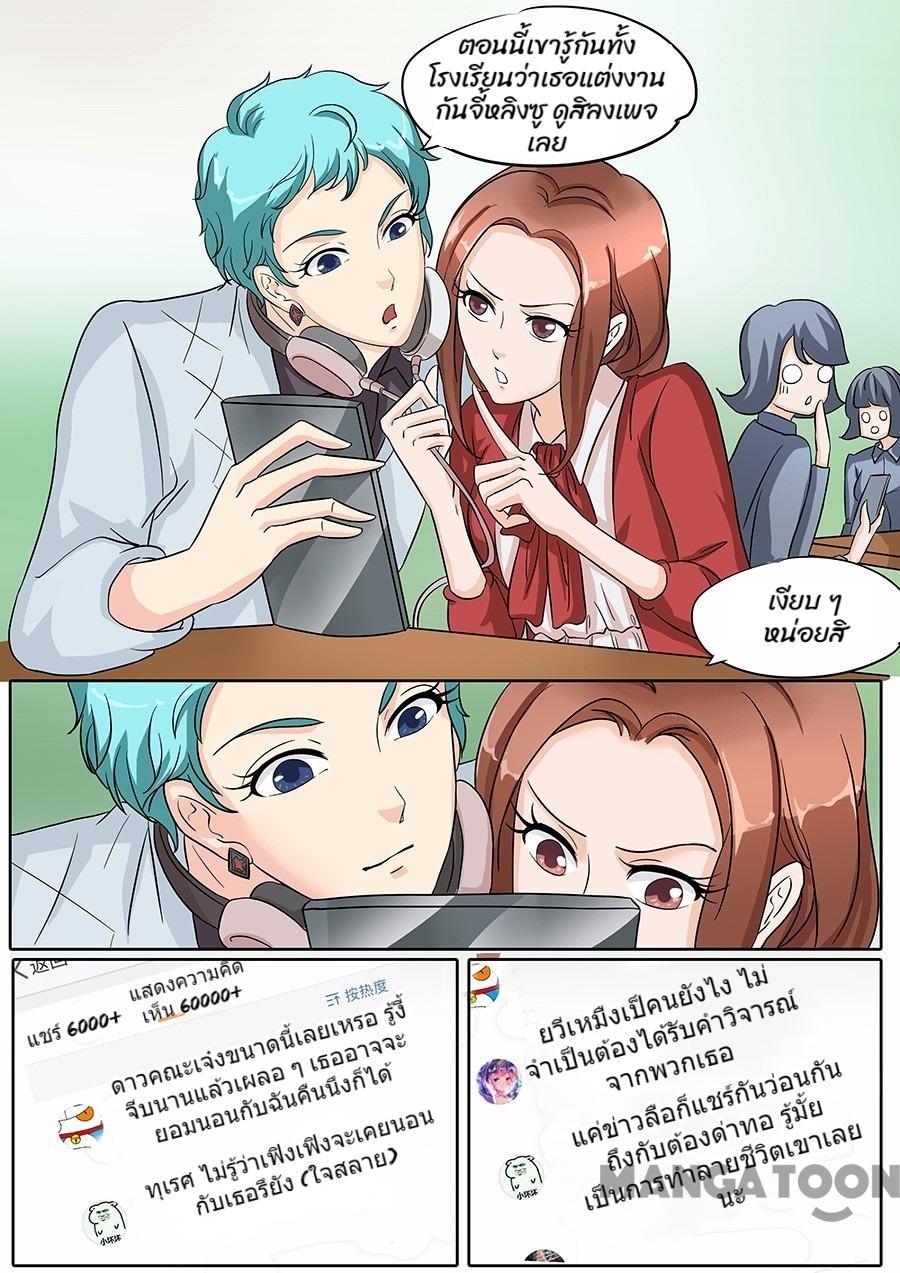 ตอนนี้เขารู้กันทั้ง
โรงเรียนว่าเธอแต่งงาน
กันจี้หลิงซู ดูสิลงเพจ
เลย
เงียบ ๆ
หน่อยสิ
返回
แชร์ 6000+
แสดงความคิด
เห็น 60000+
按热度
ดาวคณะเจ๋งขนาดนี้เลยเหรอ รู้งี้
จีบนานแล้วเผลอ ๆ เธออาจจะ
ยอมนอนกับฉันคืนนึงก็ได้
ทุเรศ ไม่รู้ว่าเฟิงเฟิงจะเคยนอน
กับเธอรึยัง (ใจสลาย)
小坏坏
ยวีเหมิงเป็คนยังไง ไม่
จำเป็นต้องได้รับคำวิจารณ์
จากพวกเธอ
แค่ข่าวลือก็แชร์กันว่อนกัน
ถึงกับต้องด่าทอ รู้มั้ย
เป็นการทำลายชีวิตเขาเลย
นะ
小坏坏
MANGATOON